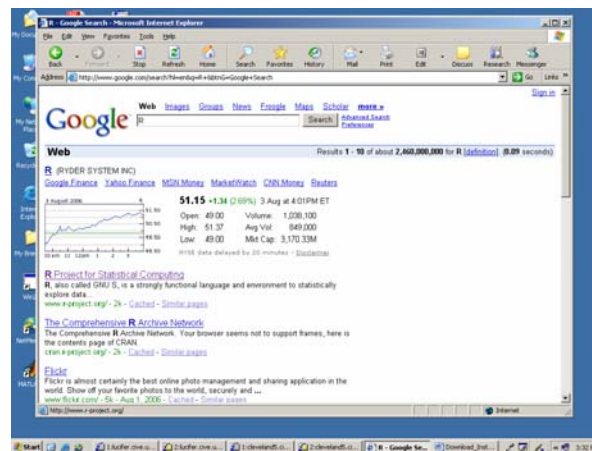 R - Google Search - Microsoft Internet Explorer
File Edit View Favorites Tools Help
Back Forward Stop Refresh Home Search Favorites History Mail Print Edit Discuss Research Messenger
Go Links
Sign in
Google
Web Images Groups News Froogle Maps Scholar more »
R
Search
Advanced Search
Preferences
Web
Results 1 - 10 of about 2,460,000,000 for R [definition] (0.09 seconds)
R (RYDER SYSTEM INC)
Google Finance Yahoo Finance MSN Money MarketWatch CNN Money Reuters
3 August 2006 R
51.15 +1.34 (2.69%) 3 Aug at 4:01PM ET
Open: 49.00 Volume: 1,038,100
High: 51.37 Avg Vol: 849,000
Low: 49.00 Mkt Cap: 3,170.33M
NYSE data delayed by 20 minutes - Disclaimer
R Project for Statistical Computing
R, also called GNU S, is a strongly functional language and environment to statistically
explore data...
www.r-project.org/ - 2k - Cached - Similar pages
The Comprehensive R Archive Network
The Comprehensive R Archive Network. Your browser seems not to support frames, here is
the contents page of CRAN.
cran.r-project.org/ - 2k - Cached - Similar pages
Flickr
Flickr is almost certainly the best online photo management and sharing application in the
world. Show off your favorite photos to the world, securely and ...
www.flickr.com/ - 5k - Aug 1, 2006 - Cached - Similar pages
http://www.r-project.org/
Internet
Start
R - Google Se...
3:32